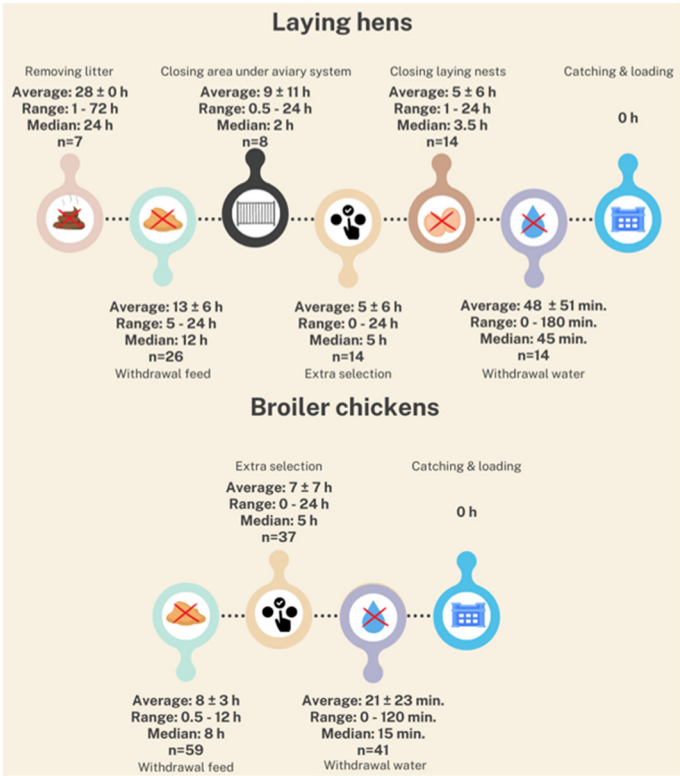 Laying hens
Removing litter
Average: 28 ± 0 h
Range: 1 - 72 h
Median: 24 h
n=7
Closing area under aviary system
Average: 9 ± 11 h
Range: 0.5 - 24 h
Median: 2 h
n=8
Closing laying nests
Average: 5 ± 6 h
Range: 1 - 24 h
Median: 3.5 h
n=14
Catching & loading
0 h
Average: 13 ± 6 h
Range: 5 - 24 h
Median: 12 h
n=26
Withdrawal feed
Average: 5 ± 6 h
Range: 0 - 24 h
Median: 5 h
n=14
Extra selection
Average: 48 ± 51 min.
Range: 0 - 180 min.
Median: 45 min.
n=14
Withdrawal water
Broiler chickens
Extra selection
Average: 7 ± 7 h
Range: 0 - 24 h
Median: 5 h
n=37
Catching & loading
0 h
Average: 8 ± 3 h
Range: 0.5 - 12 h
Median: 8 h
n=59
Withdrawal feed
Average: 21 ± 23 min.
Range: 0 - 120 min.
Median: 15 min.
n=41
Withdrawal water